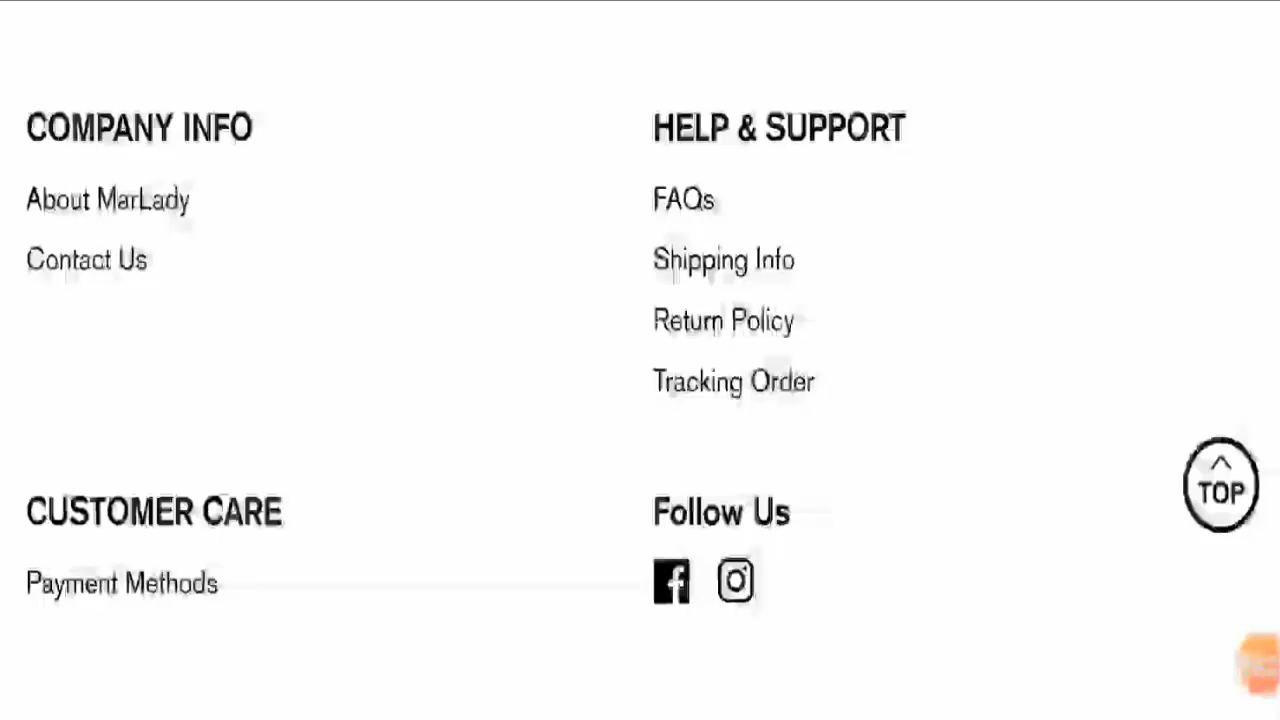 COMPANY INFO
About MarLady
Contact Us
HELP & SUPPORT
FAQs
Shipping Info
Return Policy
Tracking Order
TOP
CUSTOMER CARE
Payment Methods
Follow Us